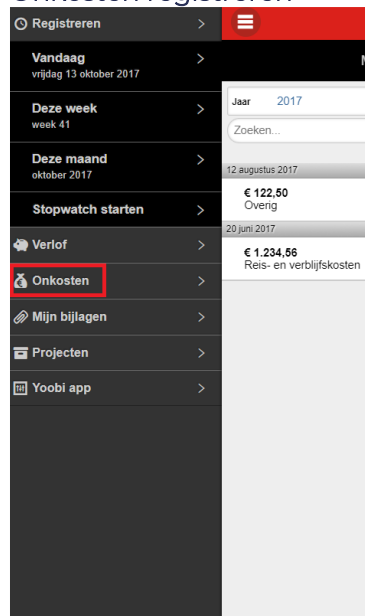 Onkosten registreren
Registreren
Vandaag
vrijdag 13 oktober 2017
Deze week
week 41
Deze maand
oktober 2017
Stopwatch starten
Verlof
Onkosten
Mijn bijlagen
Projecten
Yoobi app
M
Jaar 2017
Zoeken...
12 augustus 2017
€ 122,50
Overig
20 juni 2017
€ 1.234,56
Reis- en verblijfskosten